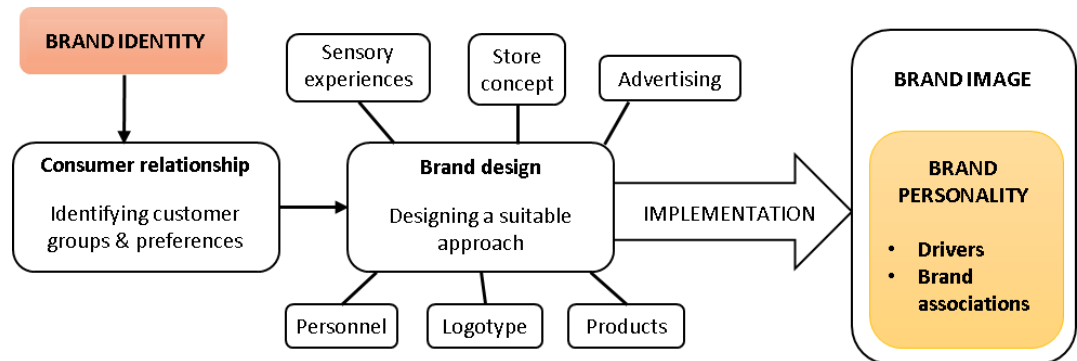 BRAND IDENTITY
Sensory
experiences
Store
concept
Advertising
Consumer relationship
Identifying customer
groups & preferences
Brand design
Designing a suitable
approach
IMPLEMENTATION
Personnel
Logotype
Products
BRAND IMAGE
BRAND
PERSONALITY
• Drivers
• Brand
associations